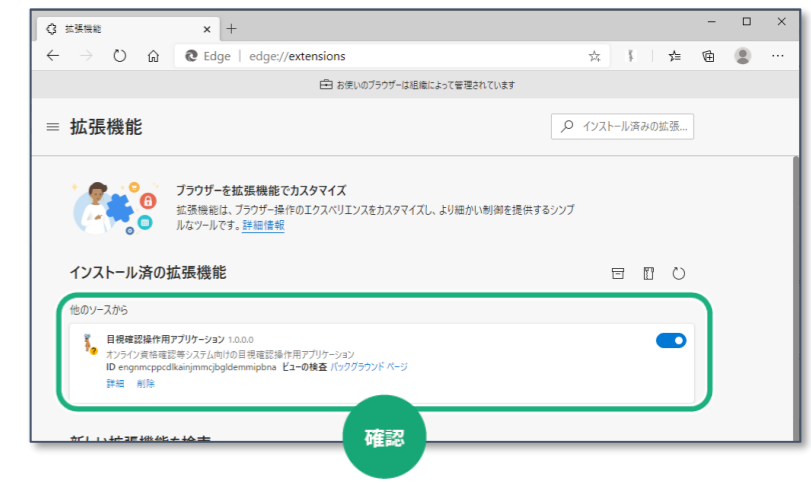 拡張機能
Edge edge://extensions
お使いのブラウザーは組織によって管理されています
拡張機能
インストール済みの拡張...
ブラウザーを拡張機能でカスタマイズ
拡張機能は、ブラウザー操作のエクスペリエンスをカスタマイズし、より細かい制御を提供するシンプ
ルなツールです。詳細情報
インストール済の拡張機能
他のソースから
目視確認操作用アプリケーション 1.0.0.0
オンライン資格確認等システム向けの目視確認操作用アプリケーション
ID engnmcppcdlkainjmmcjbgldemmipbna ビューの検査 バックグラウンド ページ
詳細 削除
新しい拡張機能を検索
確認